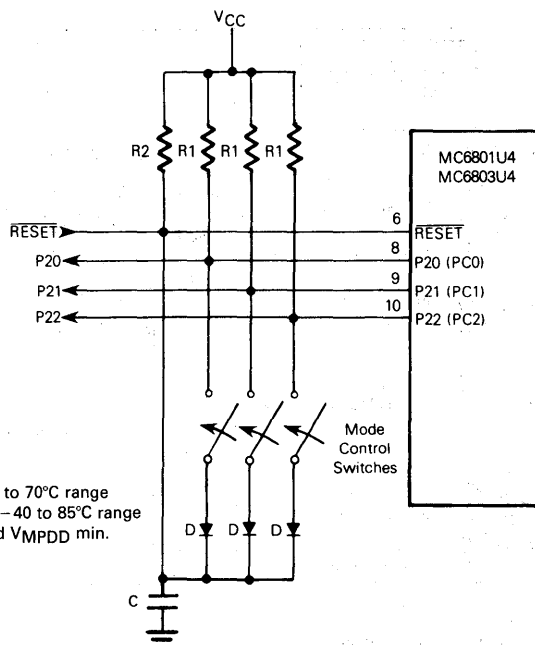 VCC
R2 R1 R1 R1
MC6801U4
MC6803U4
RESET 6 RESET
P20 8 P20 (PC0)
P21 9 P21 (PC1)
P22 10 P22 (PC2)
Mode
Control
Switches
to 70°C range
-40 to 85°C range
VMPDD min.
D D D
C